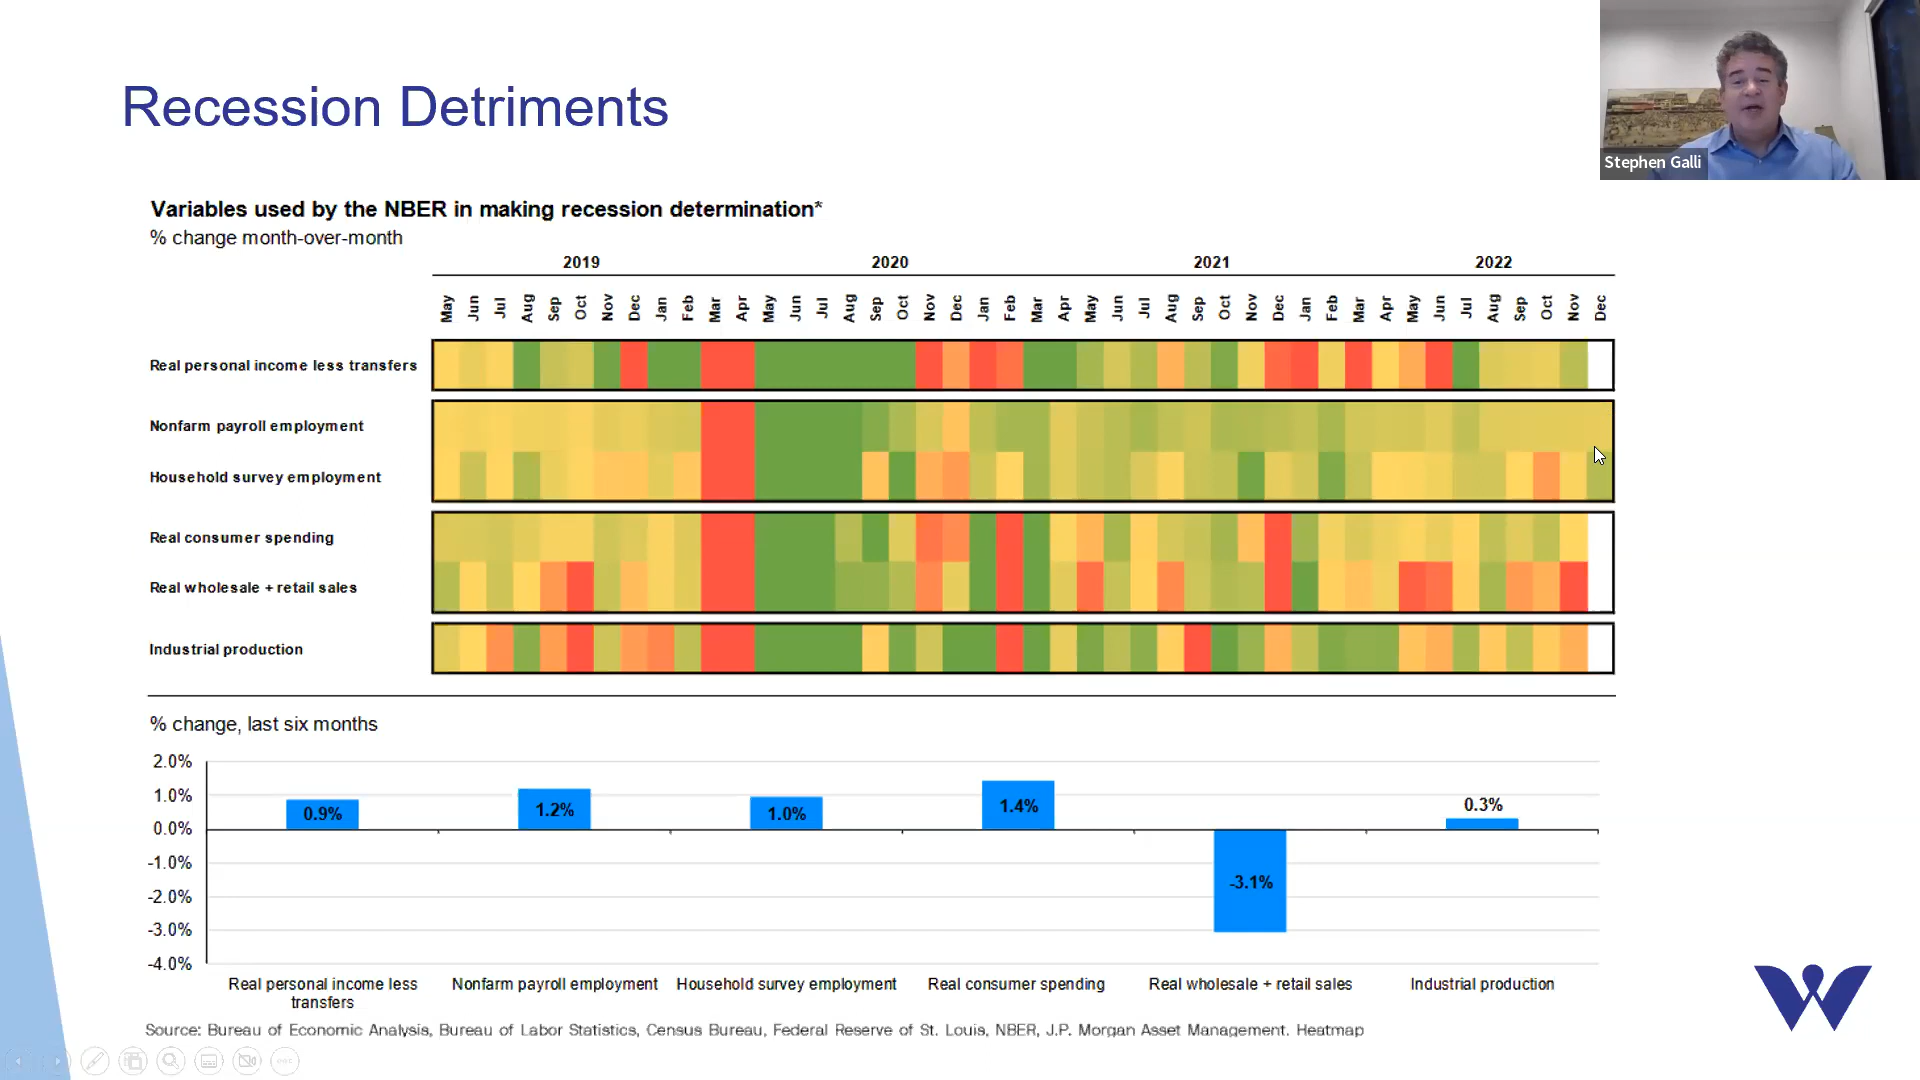 Recession Detriments
Stephen Galli
Variables used by the NBER in making recession determination*
% change month-over-month
2019 2020 2021 2022
May Jun Jul Aug Sep Oct Nov Dec Jan Feb Mar Apr May Jun Jul Aug Sep Oct Nov Dec Jan Feb Mar Apr May Jun Jul Aug Sep Oct Nov Dec Jan Feb Mar Apr May Jun Jul Aug Sep Oct Nov Dec
Real personal income less transfers
Nonfarm payroll employment
Household survey employment
Real consumer spending
Real wholesale + retail sales
Industrial production
% change, last six months
2.0%
1.0%
0.0%
-1.0%
-2.0%
-3.0%
-4.0%
0.9% 1.2% 1.0% 1.4% -3.1% 0.3%
Real personal income less transfers
Nonfarm payroll employment
Household survey employment
Real consumer spending
Real wholesale + retail sales
Industrial production
Source: Bureau of Economic Analysis, Bureau of Labor Statistics, Census Bureau, Federal Reserve of St. Louis, NBER, J.P. Morgan Asset Management. Heatmap